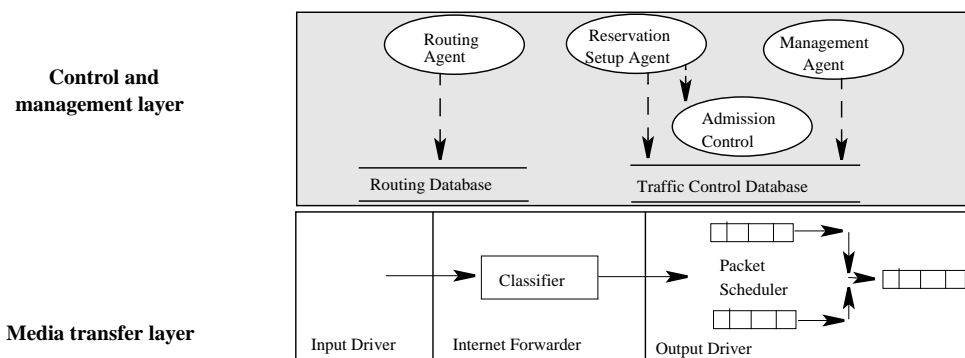 Control and
management layer
Routing
Agent
Reservation
Setup Agent
Management
Agent
Admission
Control
Routing Database
Traffic Control Database
Media transfer layer
Classifier
Packet
Scheduler
Input Driver
Internet Forwarder
Output Driver